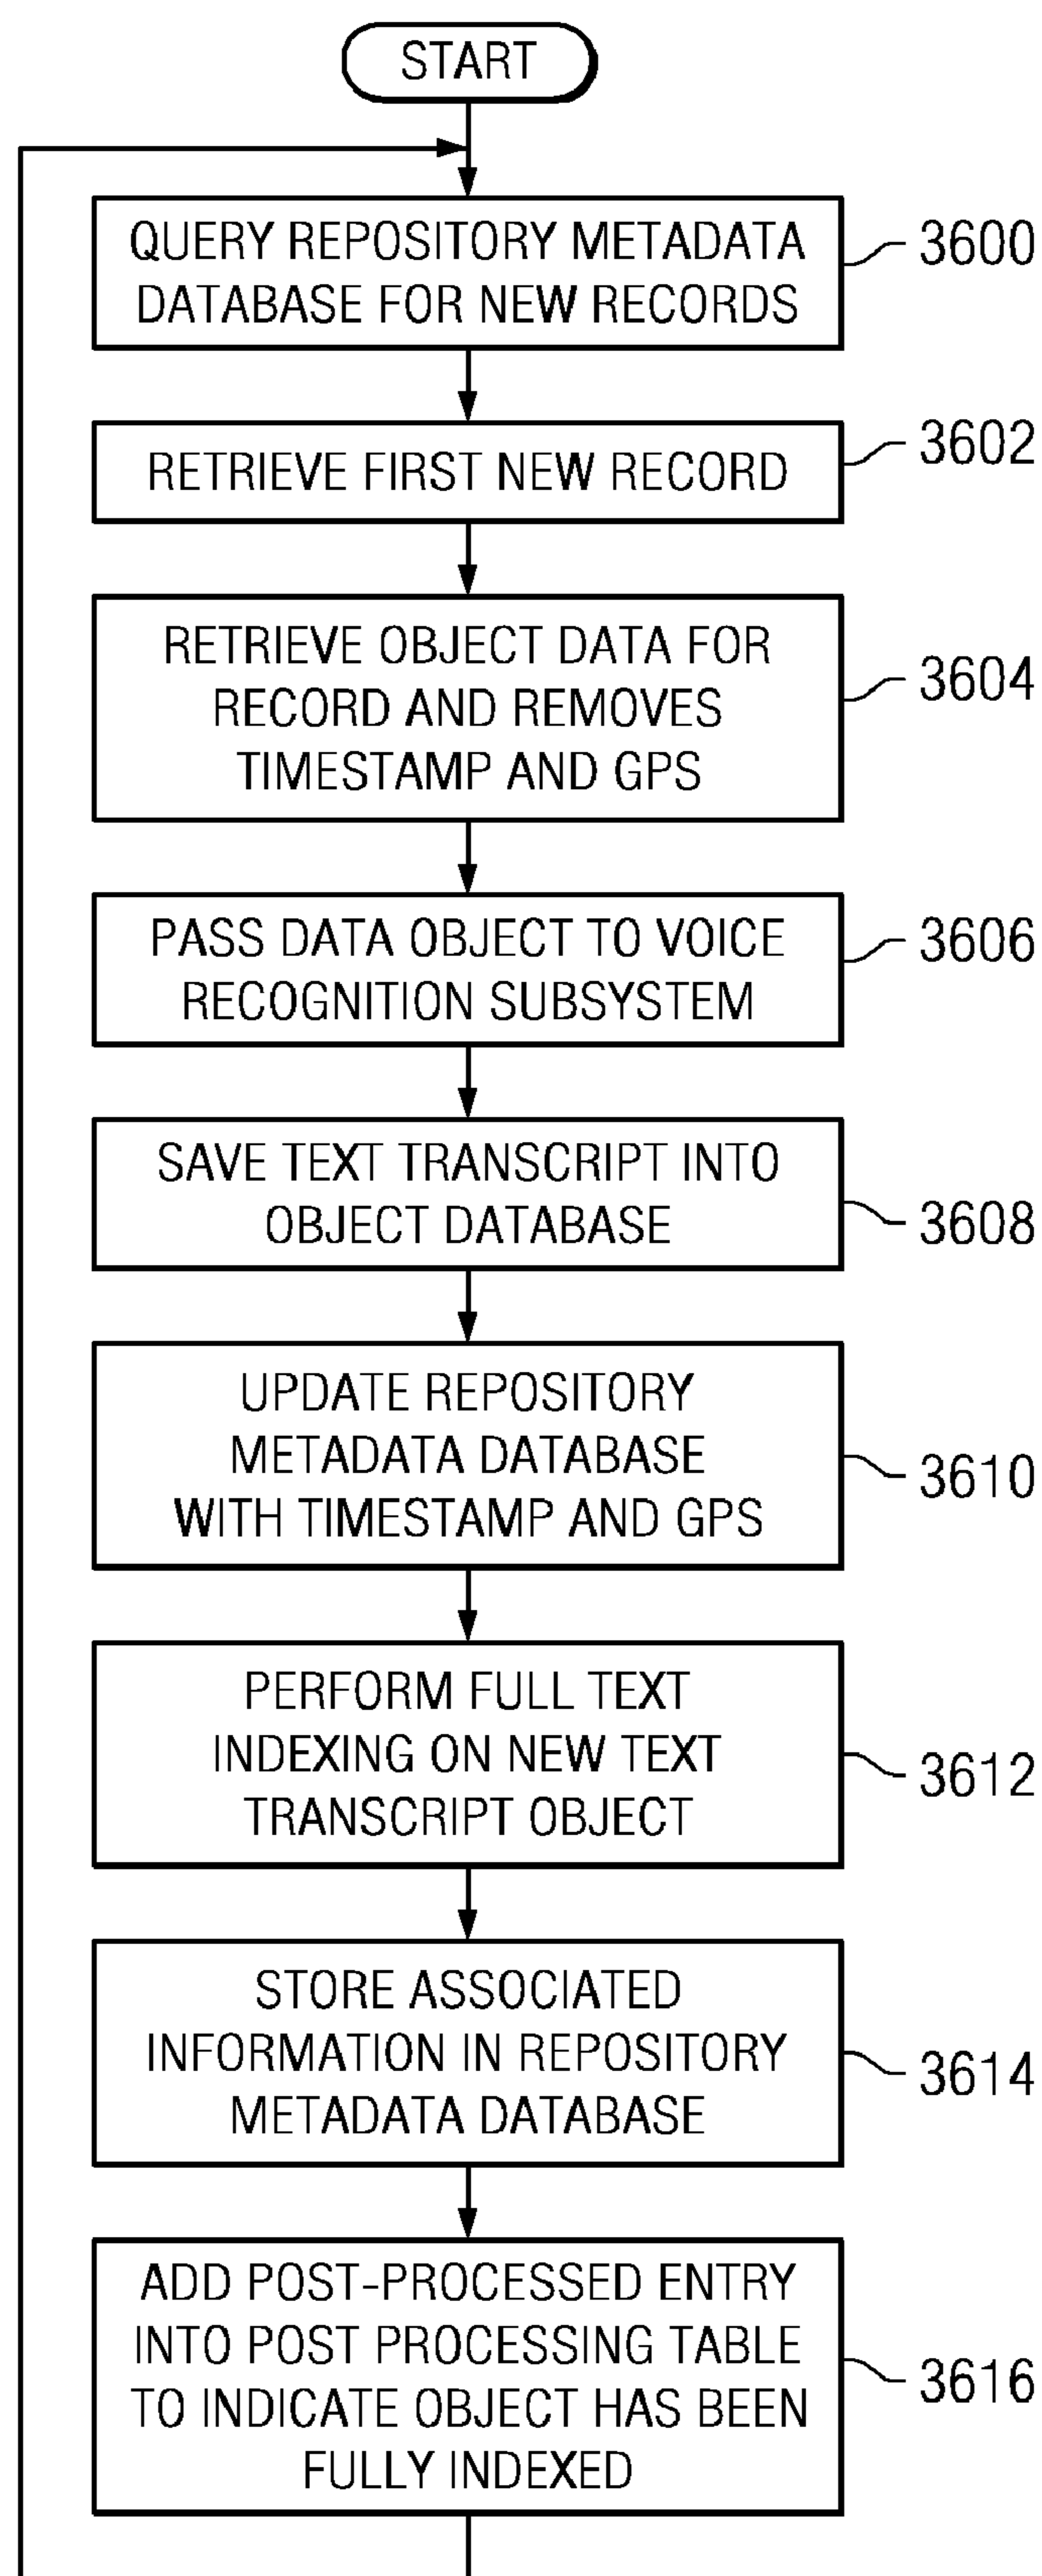 START
QUERY REPOSITORY METADATA
DATABASE FOR NEW RECORDS
3600
RETRIEVE FIRST NEW RECORD
3602
RETRIEVE OBJECT DATA FOR
RECORD AND REMOVES
TIMESTAMP AND GPS
3604
PASS DATA OBJECT TO VOICE
RECOGNITION SUBSYSTEM
3606
SAVE TEXT TRANSCRIPT INTO
OBJECT DATABASE
3608
UPDATE REPOSITORY
METADATA DATABASE
WITH TIMESTAMP AND GPS
3610
PERFORM FULL TEXT
INDEXING ON NEW TEXT
TRANSCRIPT OBJECT
3612
STORE ASSOCIATED
INFORMATION IN REPOSITORY
METADATA DATABASE
3614
ADD POST-PROCESSED ENTRY
INTO POST PROCESSING TABLE
TO INDICATE OBJECT HAS BEEN
FULLY INDEXED
3616